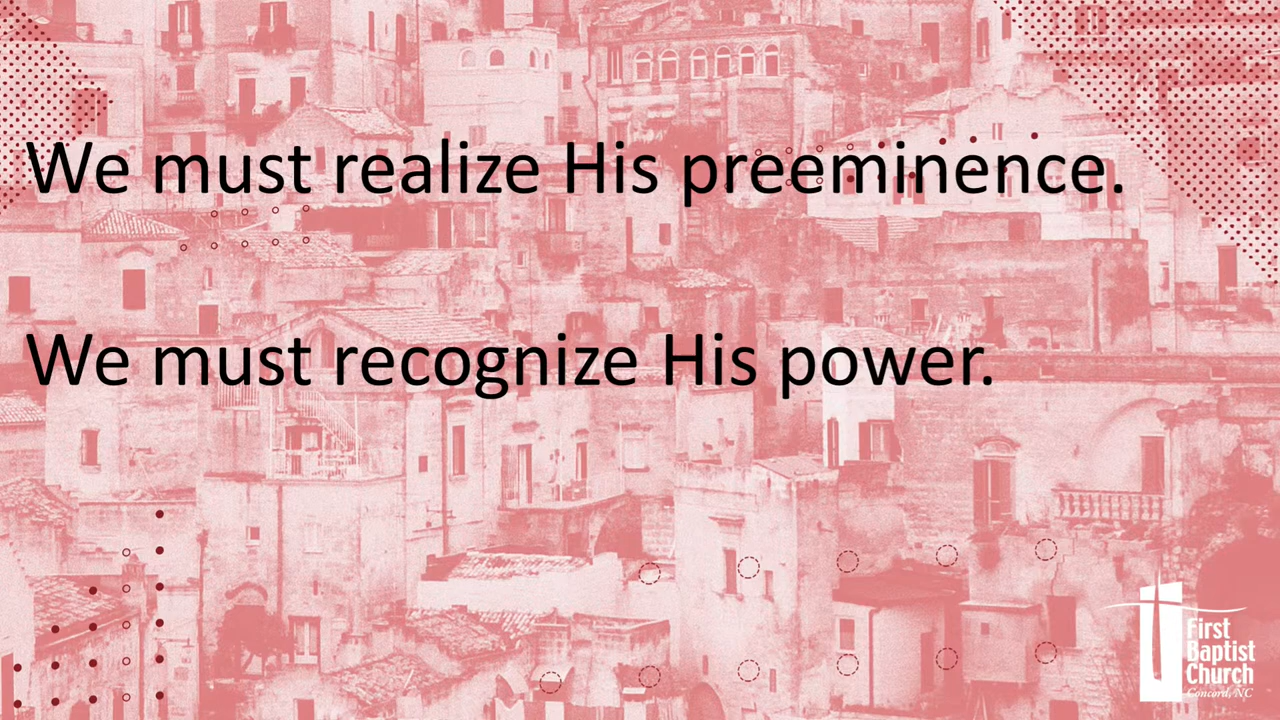 We must realize His preeminence.
We must recognize His power.
First
Baptist
Church
Concord, NC